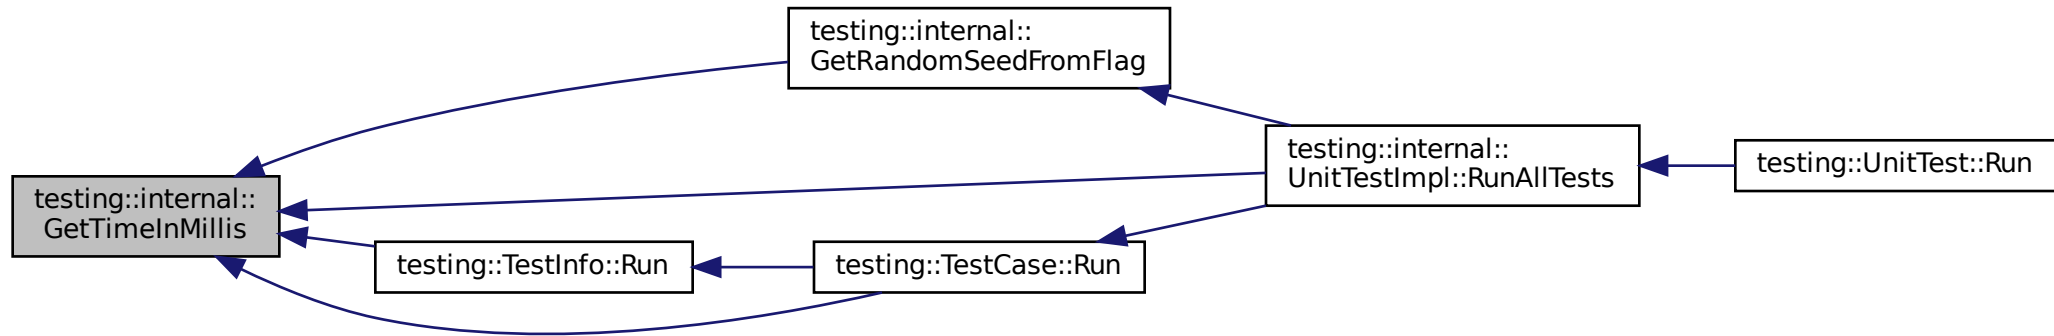 testing::internal::
GetRandomSeedFromFlag
testing::internal::
UnitTestImpl::RunAllTests
testing::UnitTest::Run
testing::internal::
GetTimeInMillis
testing::TestInfo::Run
testing::TestCase::Run